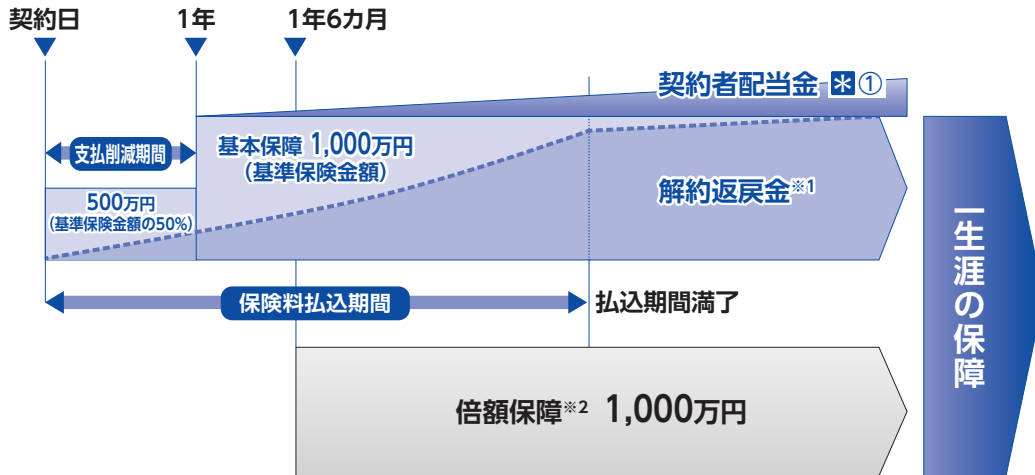 契約日
1年
1年6カ月
契約者配当金 *①
支払削減期間
基本保障 1,000万円
(基準保険金額)
500万円
(基準保険金額の50%)
解約返戻金※1
保険料払込期間
払込期間満了
倍額保障※2 1,000万円
一生涯の保障